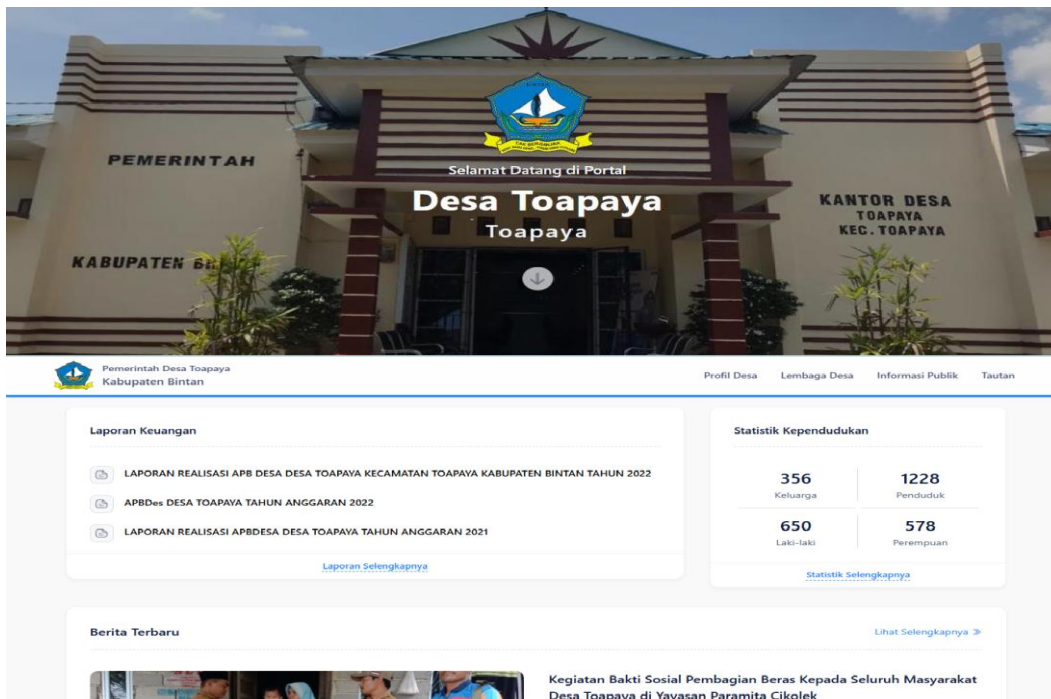 PEMERINTAH
KABUPATEN
KANTOR DESA
TOAPAYA
KEC. TOAPAYA
Selamat Datang di Portal
Desa Toapaya
Toapaya
Pemerintah Desa Toapaya
Kabupaten Bintan
Profil Desa Lembaga Desa Informasi Publik Tautan
Laporan Keuangan
LAPORAN REALISASI APB DESA DESA TOAPAYA KECAMATAN TOAPAYA KABUPATEN BINTAN TAHUN 2022
APBDes DESA TOAPAYA TAHUN ANGGARAN 2022
LAPORAN REALISASI APBDESA DESA TOAPAYA TAHUN ANGGARAN 2021
Laporan Selengkapnya
Statistik Kependudukan
356 1228
Keluarga Penduduk
650 578
Laki-laki Perempuan
Statistik Selengkapnya
Berita Terbaru
Lihat Selengkapnya
Kegiatan Bakti Sosial Pembagian Beras Kepada Seluruh Masyarakat
Desa Toapaya di Yayasan Paramita Cikolek